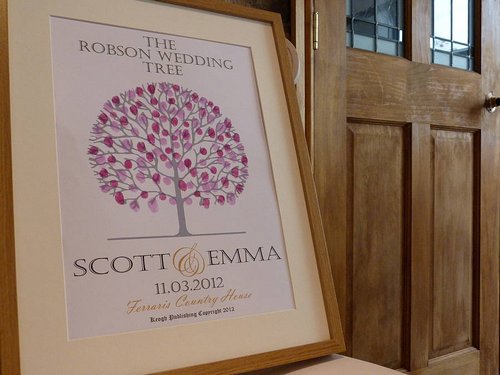 THE
ROBSON WEDDING
TREE
SCOTT & EMMA
11.03.2012
Ferraris Country House
Keogh Publishing Copyright 2012